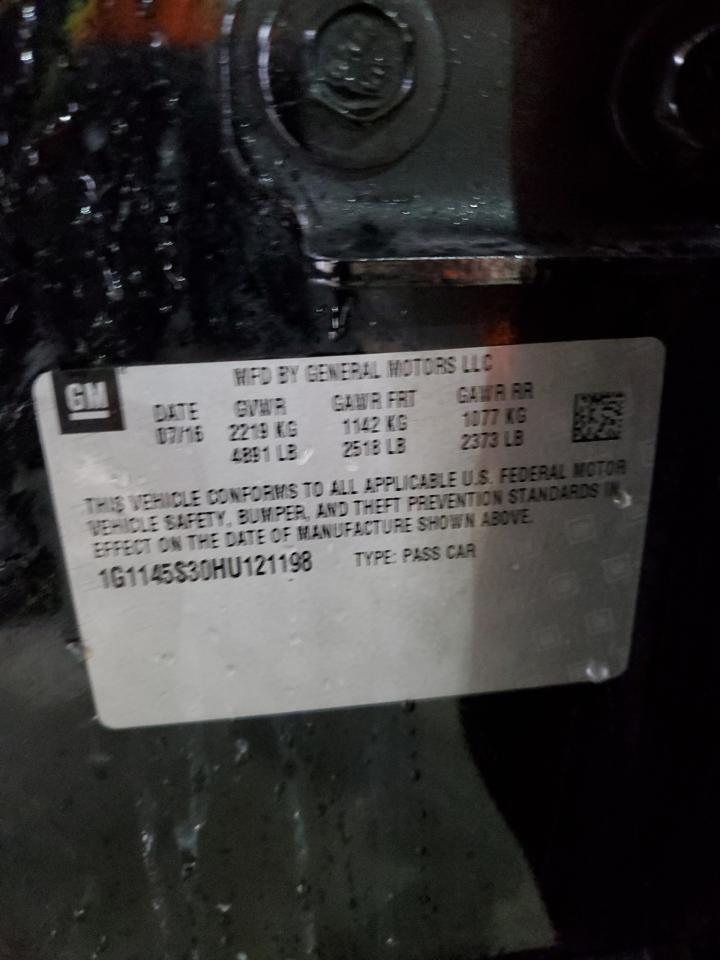 GM
MFD BY GENERAL MOTORS LLC
DATE GVWR GAWR FRT GAWR RR
07/16 2219 KG 1142 KG 1077 KG
4891 LB 2518 LB 2373 LB
THIS VEHICLE CONFORMS TO ALL APPLICABLE U.S. FEDERAL MOTOR
VEHICLE SAFETY, BUMPER, AND THEFT PREVENTION STANDARDS IN
EFFECT ON THE DATE OF MANUFACTURE SHOWN ABOVE.
1G1145S30HU121198 TYPE: PASS CAR